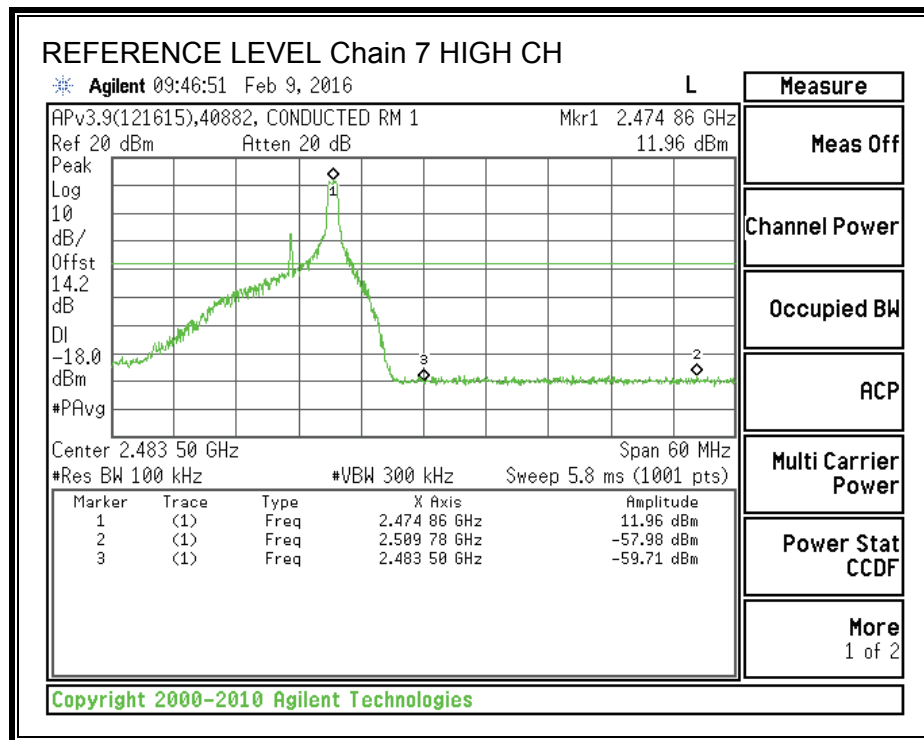 REFERENCE LEVEL Chain 7 HIGH CH
Agilent 09:46:51 Feb 9, 2016 L
APv3.9(121615),40882, CONDUCTED RM 1 Mkr1 2.474 86 GHz
Ref 20 dBm Atten 20 dB 11.96 dBm
Peak
Log
10
dB/
Offst
14.2
dB
DI
-18.0
dBm
#PAvg
1
3
2
Center 2.483 50 GHz Span 60 MHz
#Res BW 100 kHz #VBW 300 kHz Sweep 5.8 ms (1001 pts)
Marker Trace Type X Axis Amplitude
1 (1) Freq 2.474 86 GHz 11.96 dBm
2 (1) Freq 2.509 78 GHz -57.98 dBm
3 (1) Freq 2.483 50 GHz -59.71 dBm
Measure
Meas Off
Channel Power
Occupied BW
ACP
Multi Carrier
Power
Power Stat
CCDF
More
1 of 2
Copyright 2000-2010 Agilent Technologies